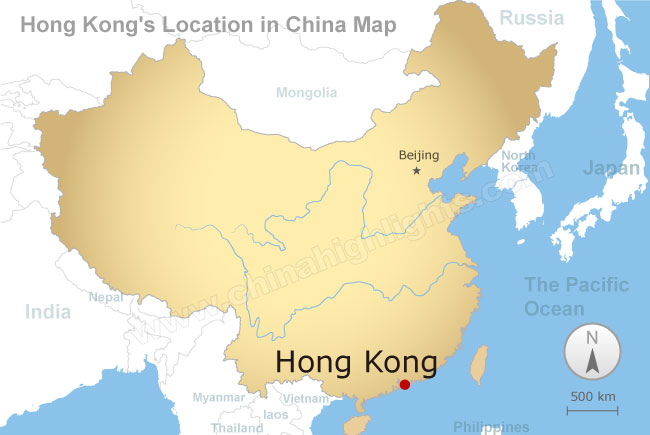 Hong Kong's Location in China Map
Russia
Mongolia
Beijing
North
Korea
Japan
www.chinahighlights.com
The Pacific
Ocean
Nepal
India
N
Hong Kong
500 km
Myanmar
Vietnam
laos
Thailand
Philippines